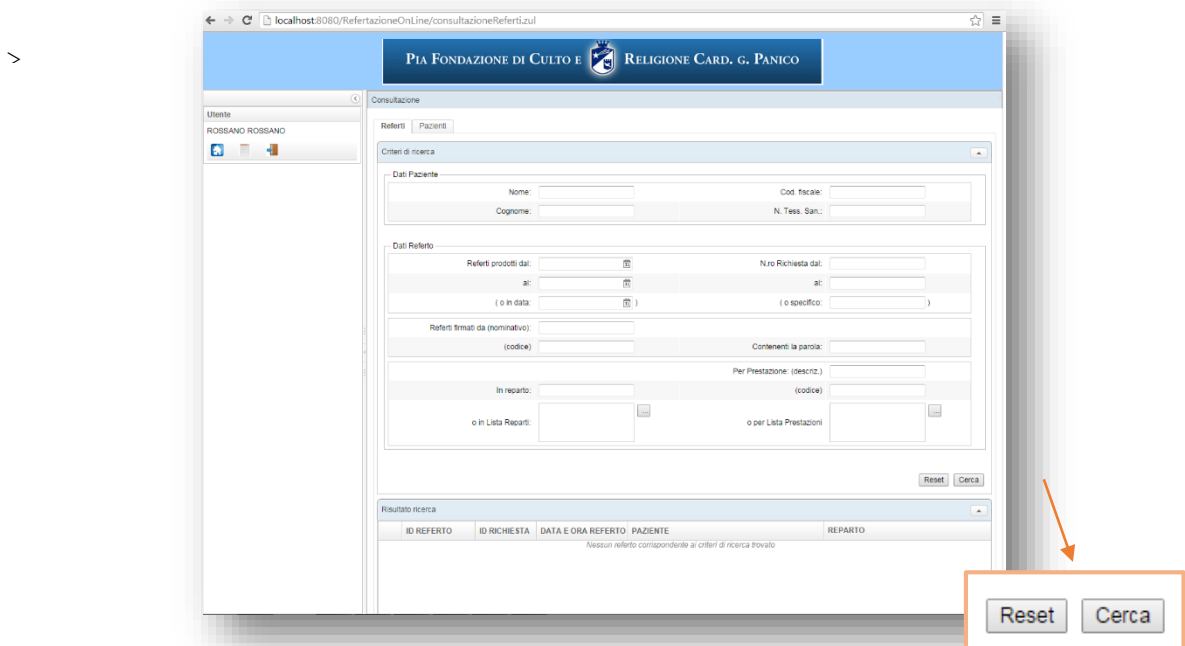 localhost:8080/RefertazioneOnLine/consultazioneReferti.zul
>
PIA FONDAZIONE DI CULTO E RELIGIONE CARD. G. PANICO
Consultazione
Utente
ROSSANO ROSSANO
Referti Pazienti
Criteri di ricerca
Dati Paziente
Nome: Cod. fiscale:
Cognome: N. Tess. San.:
Dati Referto
Referti prodotti dal: N.ro Richiesta dal:
al: al:
( o in data: ) ( o specifico: )
Referti firmati da (nominativo):
(codice) Contenenti la parola:
Per Prestazione: (descriz.)
In reparto: (codice)
o in Lista Reparti: ... o per Lista Prestazioni ...
Reset Cerca
Risultato ricerca
ID REFERTO ID RICHIESTA DATA E ORA REFERTO PAZIENTE REPARTO
Nessun referto corrispondente ai criteri di ricerca trovato
Reset Cerca